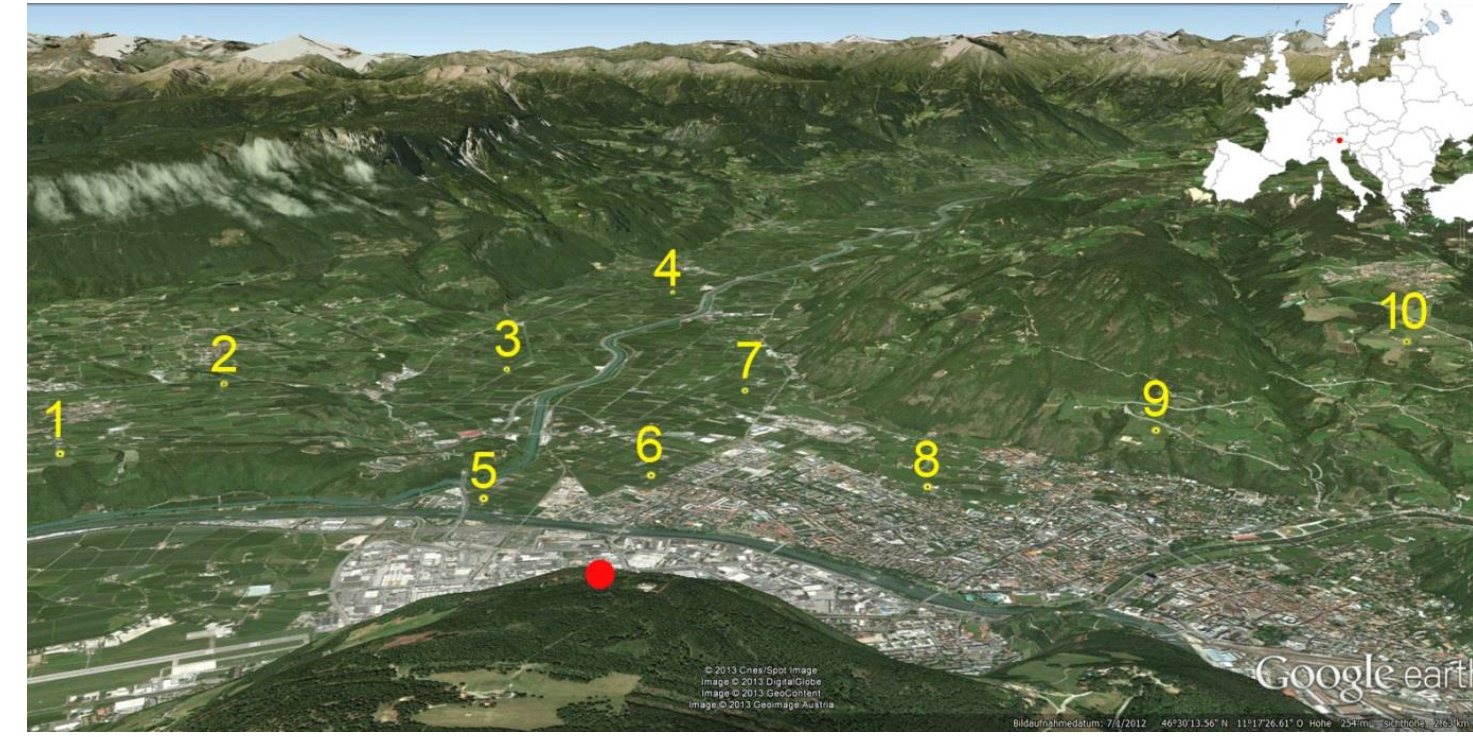 4
10
3
7
2
9
1
6
8
5
© 2013 Cnes/Spot Image
Image © 2013 DigitalGlobe
Image © 2013 GeoContent
Image © 2013 Geoimage Austria
Google earth
Bildaufnahmedatum: 7/1/2012 46°30'13.56" N 11°17'26.61" O Höhe 254 m sichthöhe 2.63 km